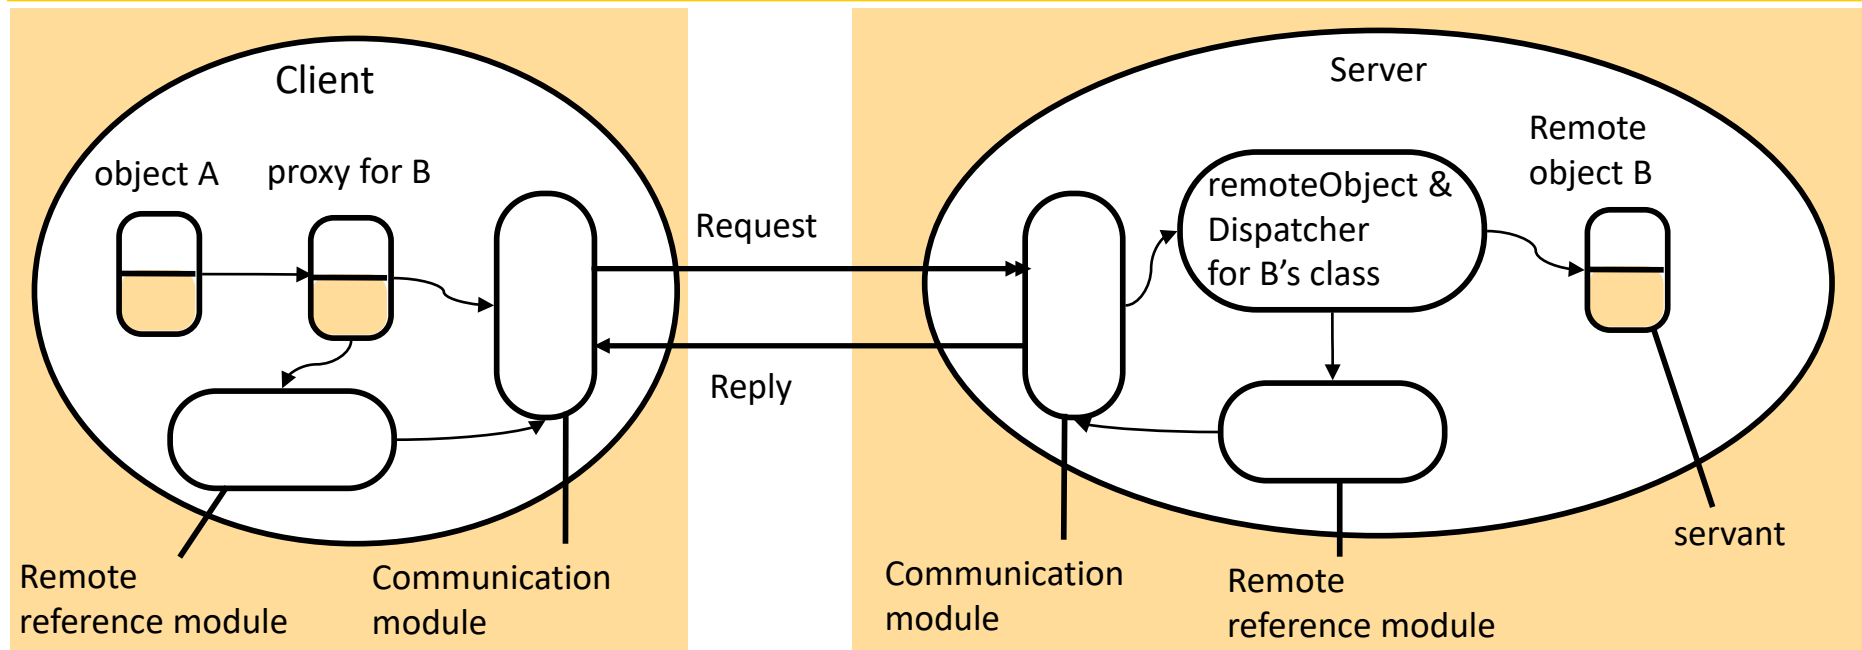 Client
object A
proxy for B
Remote
reference module
Communication
module
Request
Reply
Server
remoteObject &
Dispatcher
for B’s class
Remote
object B
Communication
module
Remote
reference module
servant